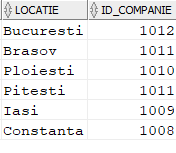 LOCATIE ID_COMPANIE
Bucuresti 1012
Brasov 1011
Ploiesti 1010
Pitesti 1011
Iasi 1009
Constanta 1008